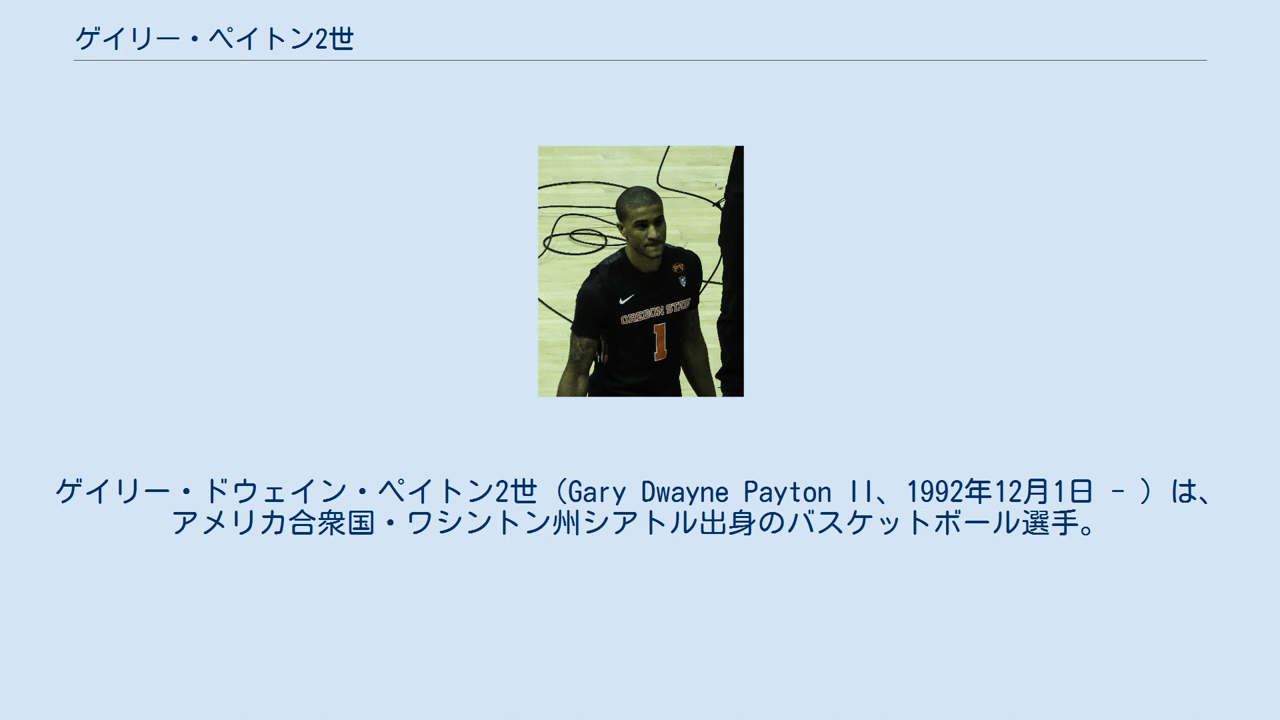 ゲイリー・ペイトン2世
PY
OREGON STATE
1
ゲイリー・ドウェイン・ペイトン2世（Gary Dwayne Payton II、1992年12月1日 - ）は、
アメリカ合衆国・ワシントン州シアトル出身のバスケットボール選手。